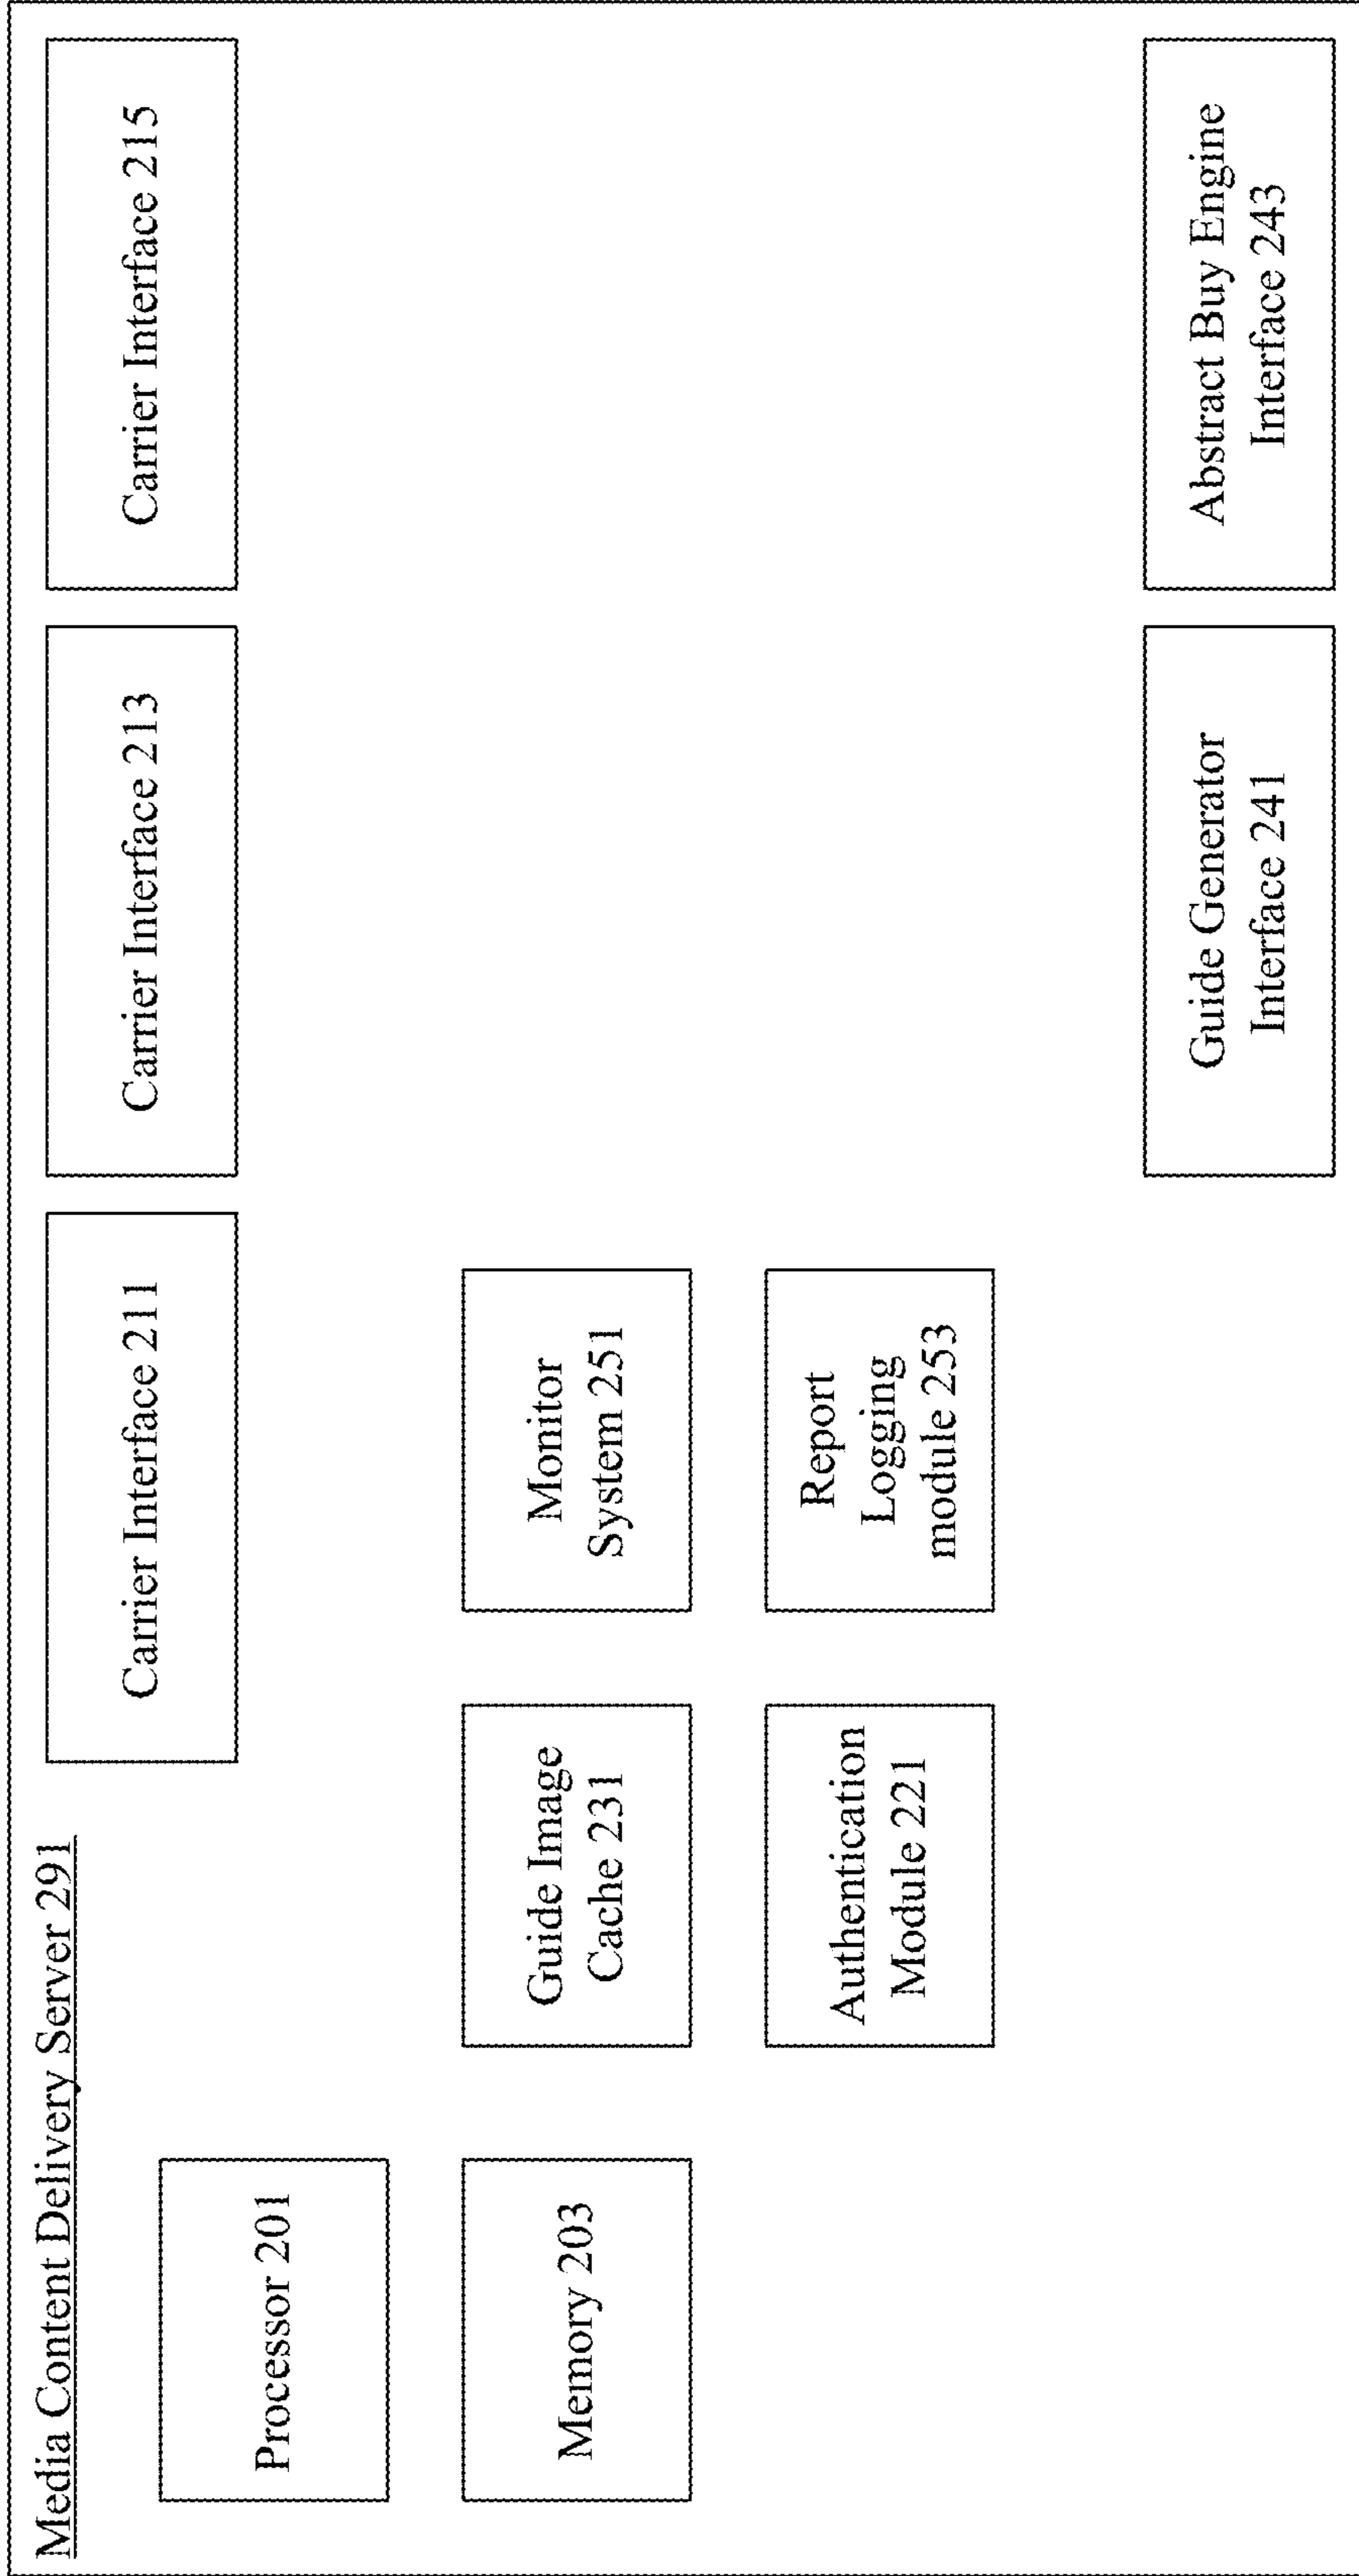 Media Content Delivery Server 291
Carrier Interface 211
Carrier Interface 213
Carrier Interface 215
Processor 201
Memory 203
Guide Image
Cache 231
Monitor
System 251
Authentication
Module 221
Report
Logging
module 253
Guide Generator
Interface 241
Abstract Buy Engine
Interface 243